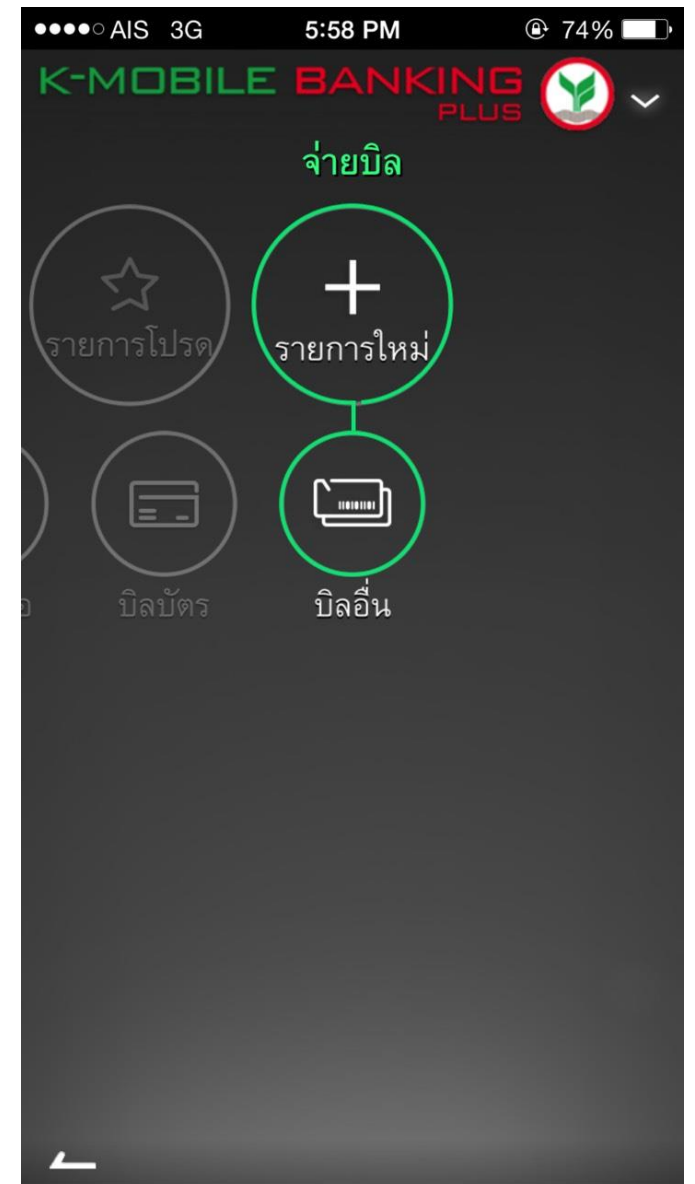 AIS 3G 5:58 PM 74%
K-MOBILE BANKING
PLUS
จ่ายบิล
รายการโปรด รายการใหม่
อ บิลบัตร บิลอื่น